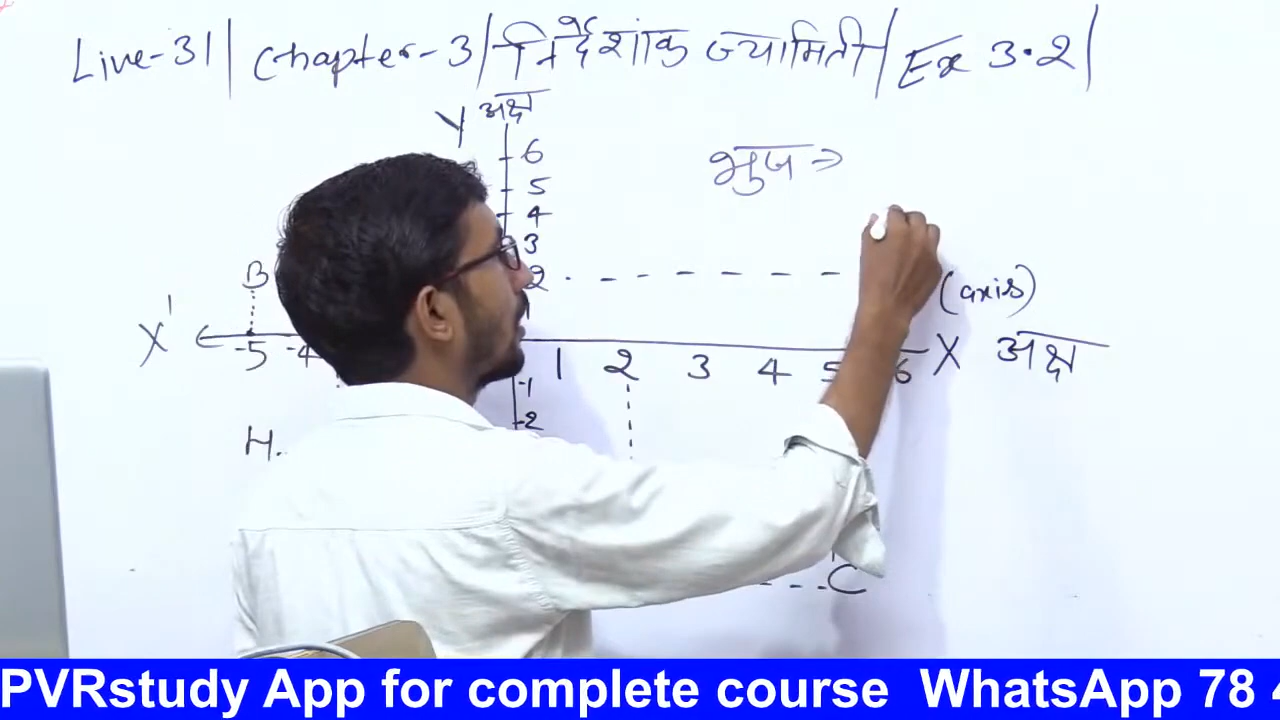 Live-31 | Chapter-3 | निर्देशांक ज्यामिती | Ex 3.2 |
Y अक्ष
6
भुज ⇒
5
4
3
B
2
(axis)
X'
X अक्ष
-5 -4
1 2 3 4 5 6
-1
-2
H
C
PVRstudy App for complete course WhatsApp 78